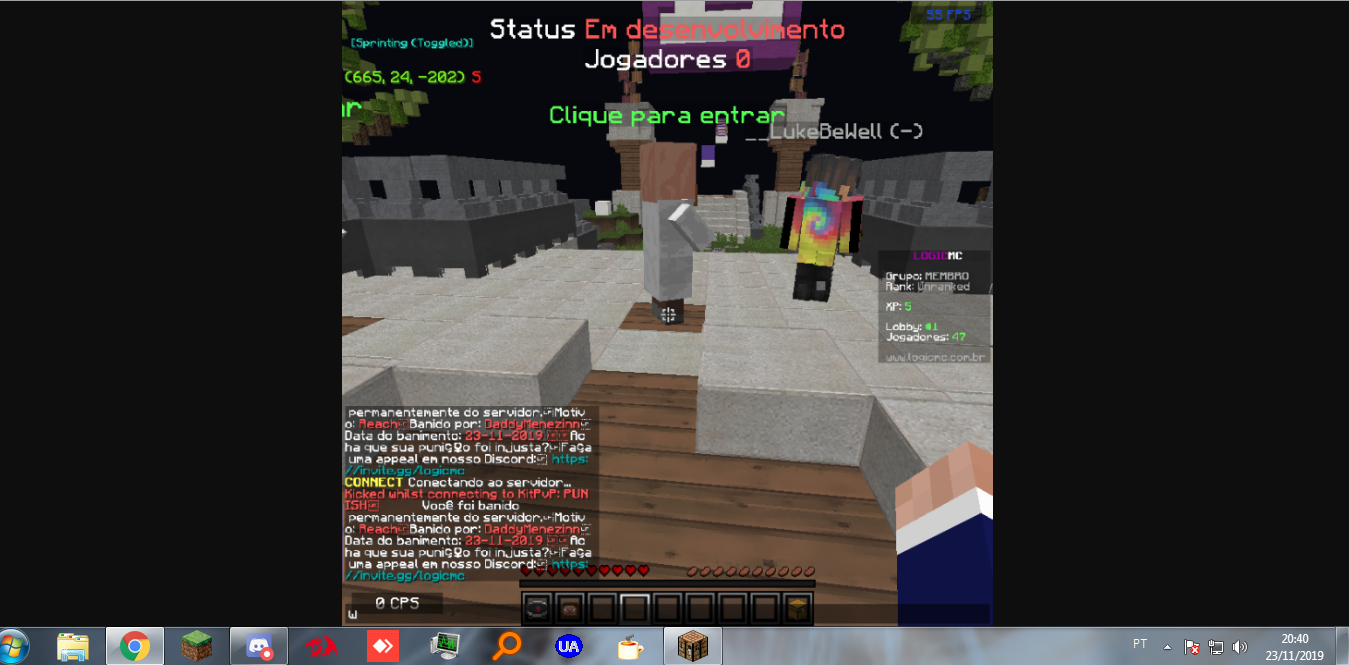 Status Em desenvolvimento
55 FPS
[Sprinting (Toggled)]
Jogadores 0
(665, 24, -202) S
ar
Clique para entrar
__LukeBeWell (-)
LOGICMC
Grupo: MEMBRO
Rank: Unranked
XP: 5
Lobby: #1
Jogadores: 47
www.logicmc.com.br
permanentemente do servidor. Motiv
o: Reach Banido por: DaddyMenezinn
Data do banimento: 23-11-2019 Ac
ha que sua punição foi injusta? Faça
uma appeal em nosso Discord: https:
//invite.gg/logicmc
CONNECT Conectando ao servidor...
Kicked whilst connecting to KitPvP: PUN
ISH Você foi banido
permanentemente do servidor. Motiv
o: Reach Banido por: DaddyMenezinn
Data do banimento: 23-11-2019 Ac
ha que sua punição foi injusta? Faça
uma appeal em nosso Discord: https:
//invite.gg/logicmc
0 CPS
w
UA
PT
20:40
23/11/2019